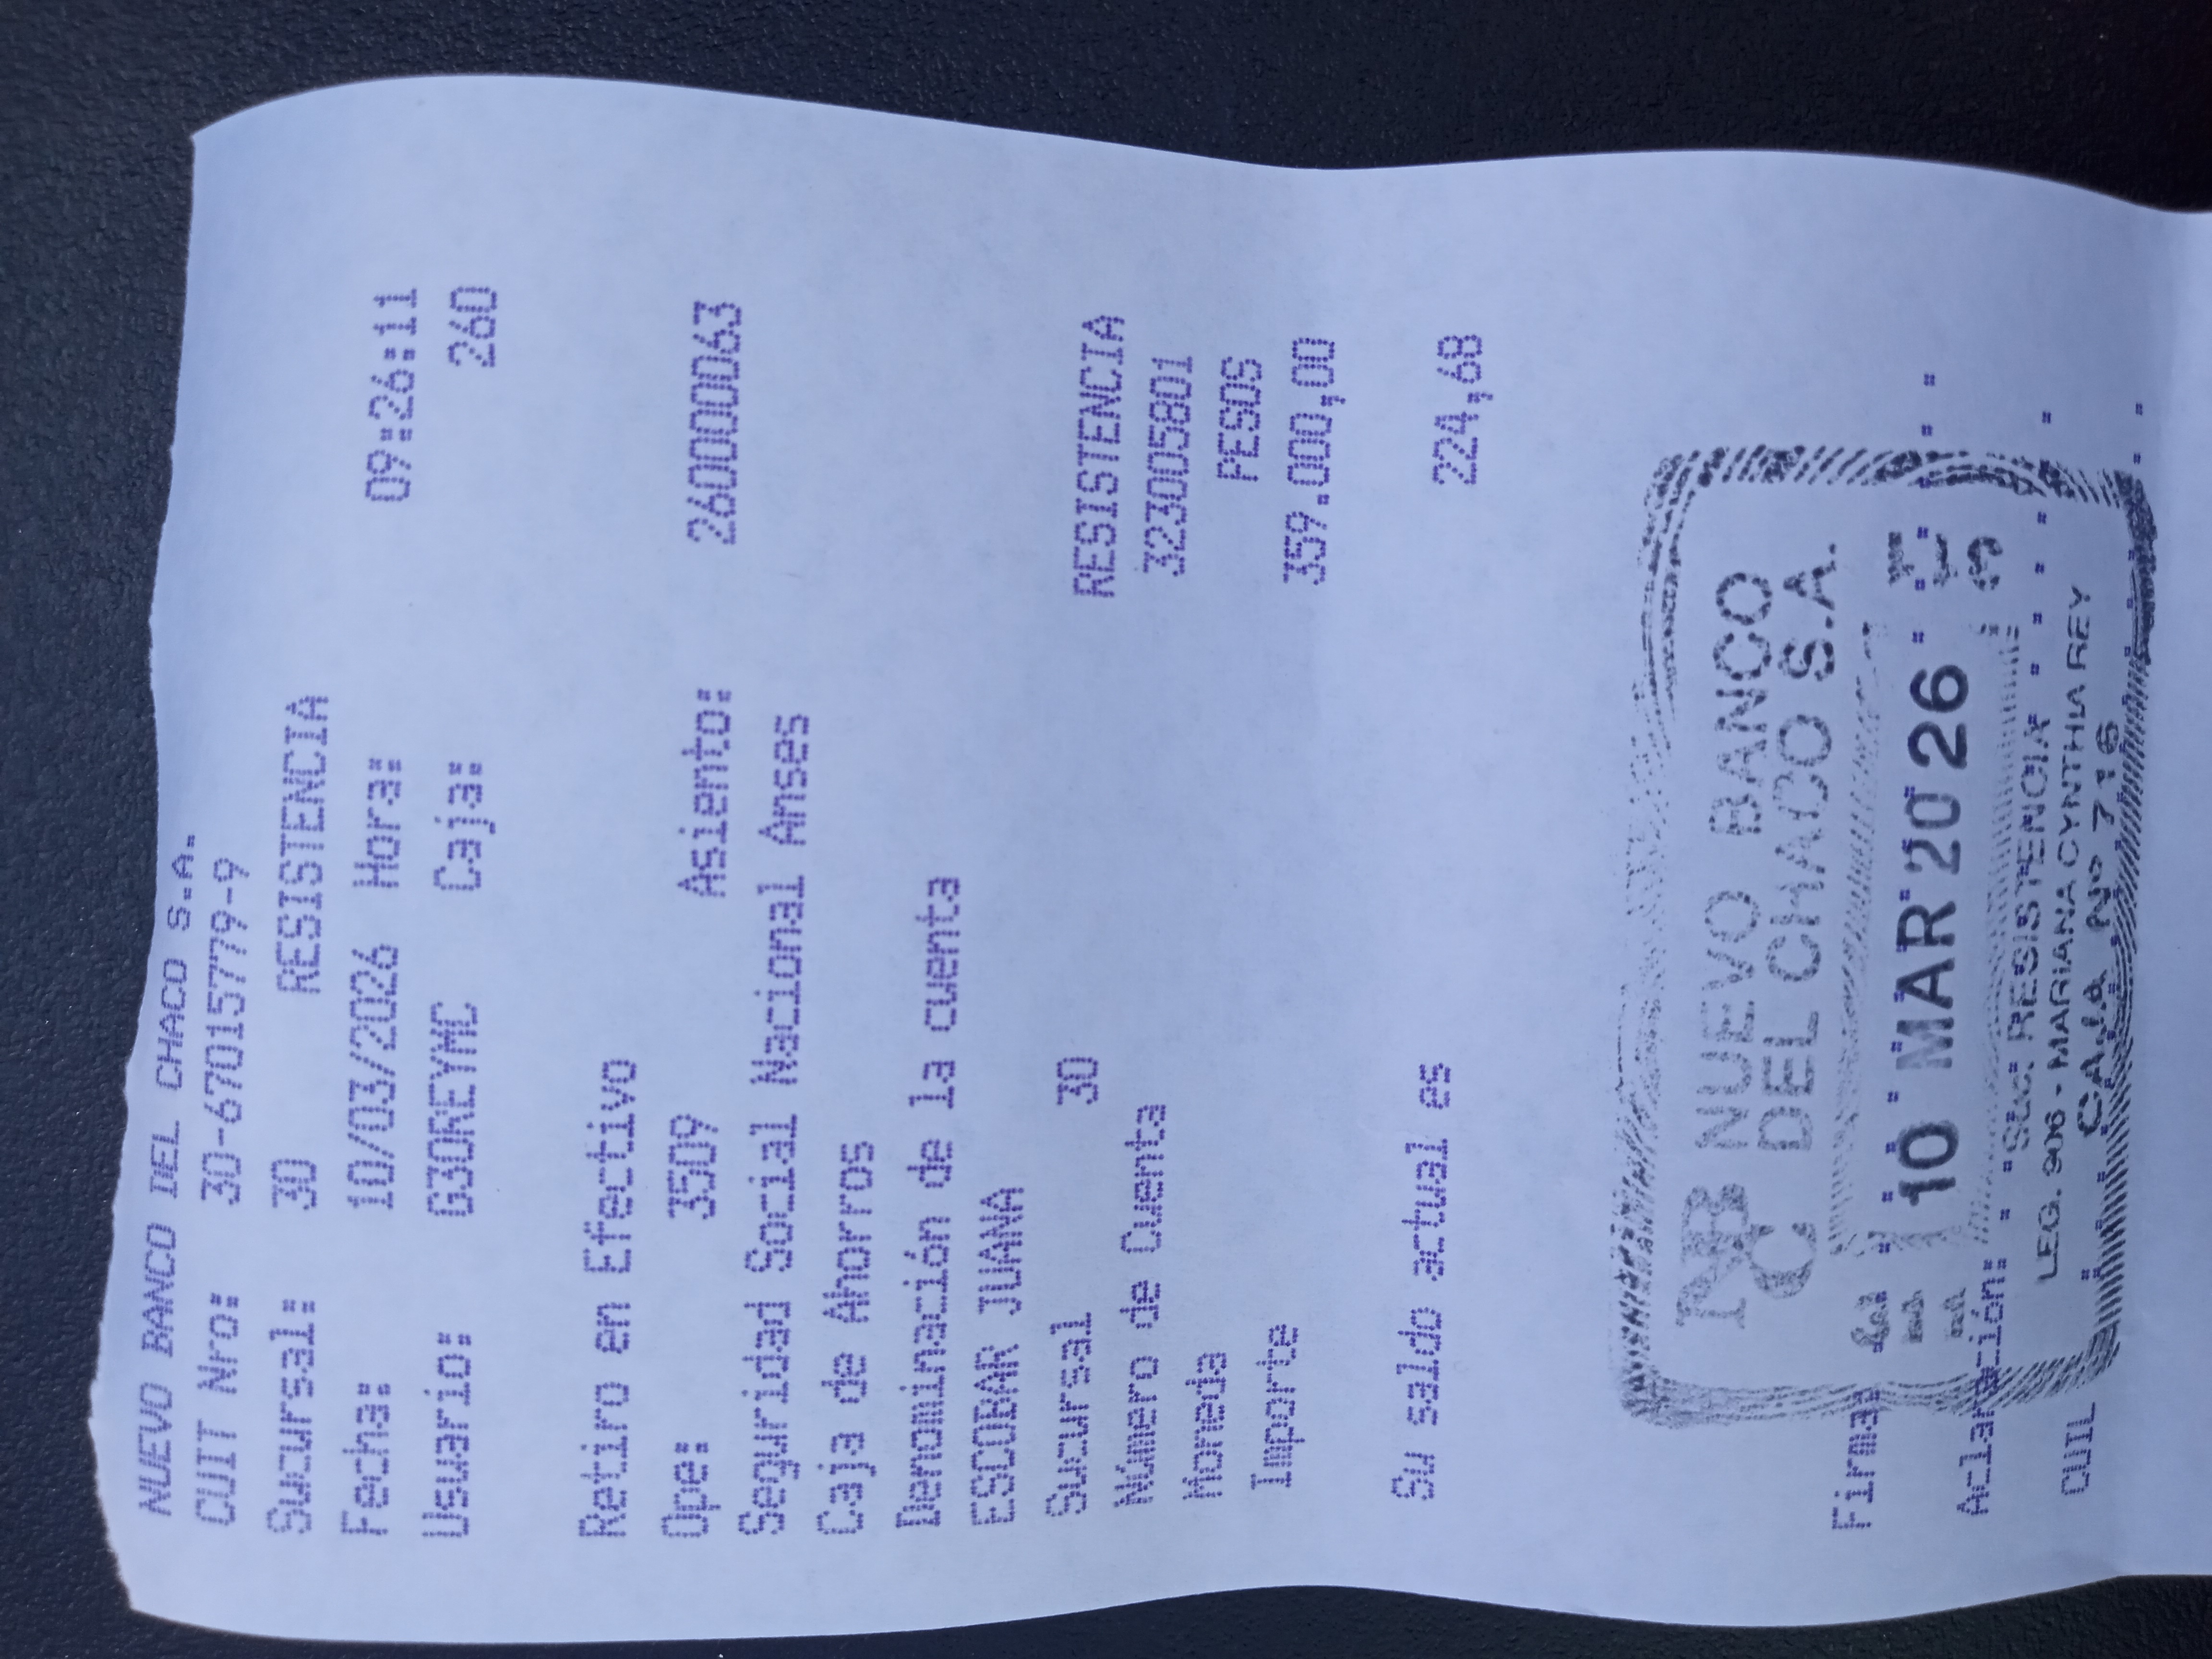 NUEVO BANCO DEL CHACO S.A.
CUIT Nro: 30-67015779-9
Sucursal: 30 RESISTENCIA
Fecha: 10/03/2026 Hora: 09:26:11
Usuario: G30REYMC Caja: 260
Retiro en Efectivo
Ope: 3509 Asiento: 260000063
Seguridad Social Nacional Anses
Caja de Ahorros
Denominación de la cuenta
ESCOBAR JUANA
Sucursal 30 RESISTENCIA
Número de Cuenta 323005801
Moneda PESOS
Importe 359.000,00
Su saldo actual es 224,68
NBC NUEVO BANCO
DEL CHACO S.A.
Firma:
10 MAR 2026
Aclaración:
Suc. RESISTENCIA
LEG. 906 - MARIANA CYNTHIA REY
CAJA Nº 716
CUIL